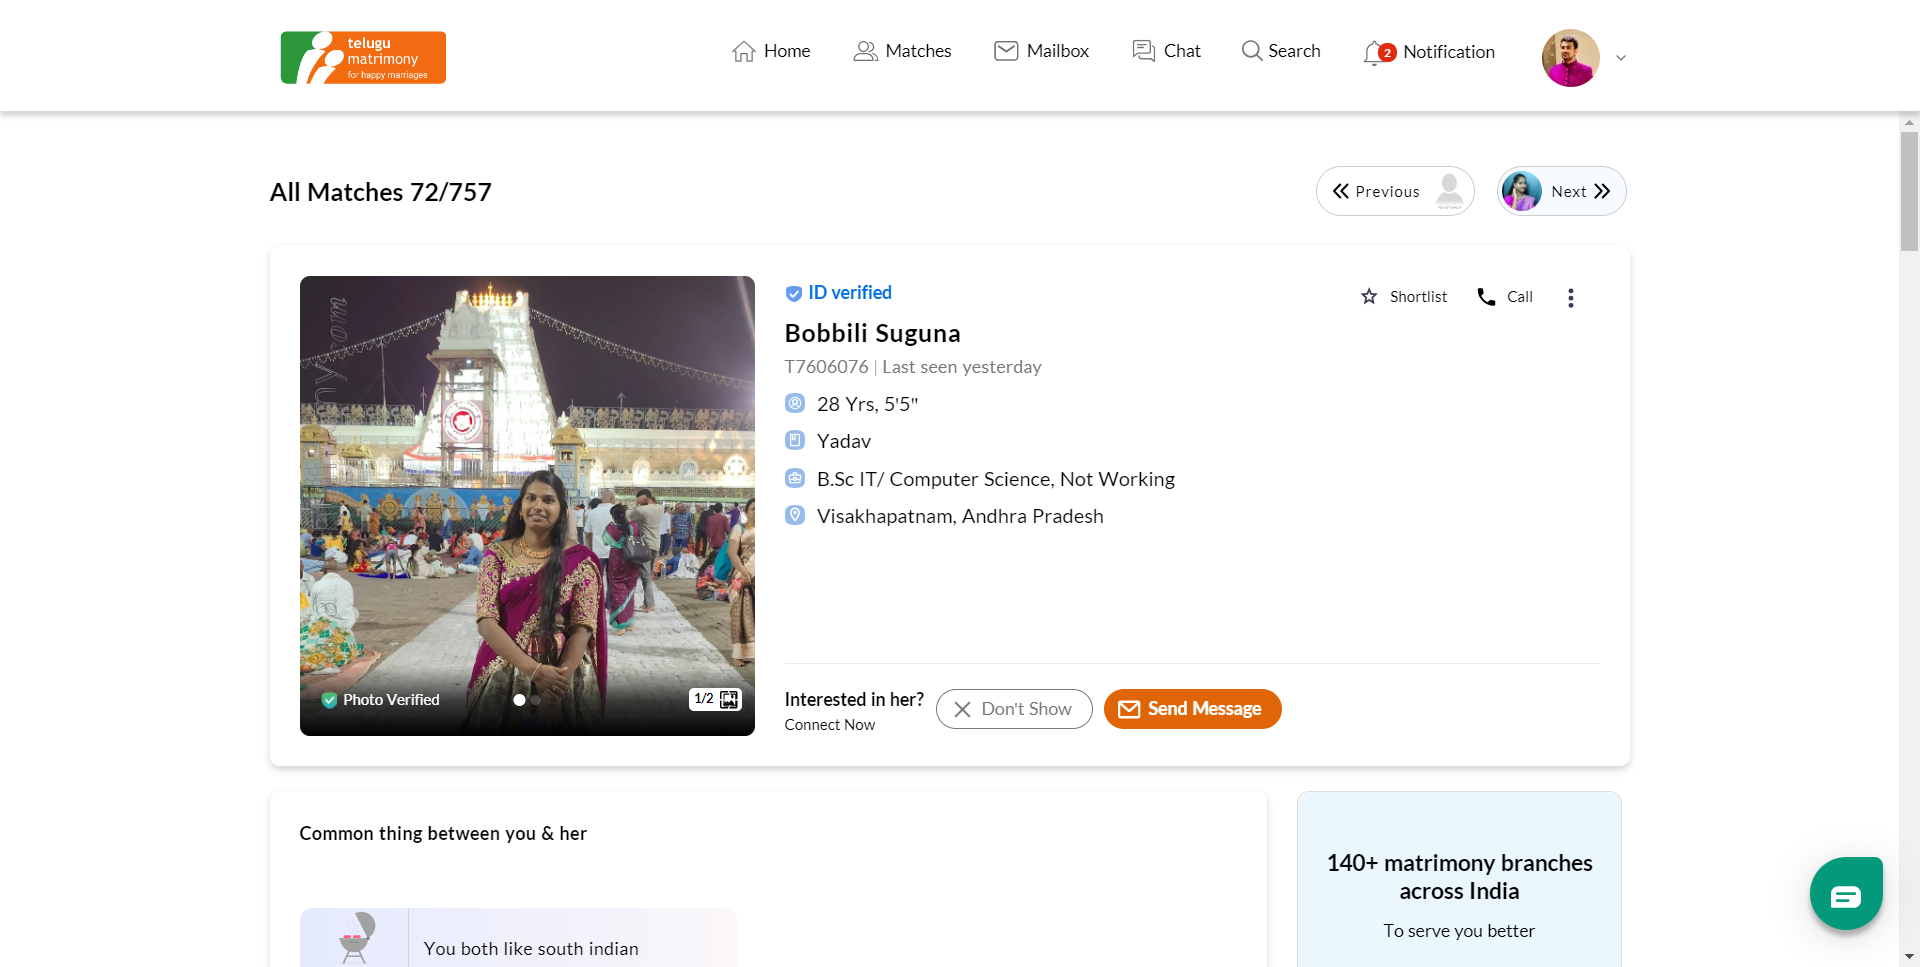 telugu
matrimony
for happy marriages
Home
Matches
Mailbox
Chat
Search
2
Notification
All Matches 72/757
Previous
Next
ID verified
Shortlist
Call
Bobbili Suguna
T7606076 | Last seen yesterday
28 Yrs, 5'5"
Yadav
B.Sc IT/ Computer Science, Not Working
Visakhapatnam, Andhra Pradesh
Photo Verified
1/2
Interested in her?
Connect Now
Don't Show
Send Message
Common thing between you & her
You both like south indian
140+ matrimony branches
across India
To serve you better